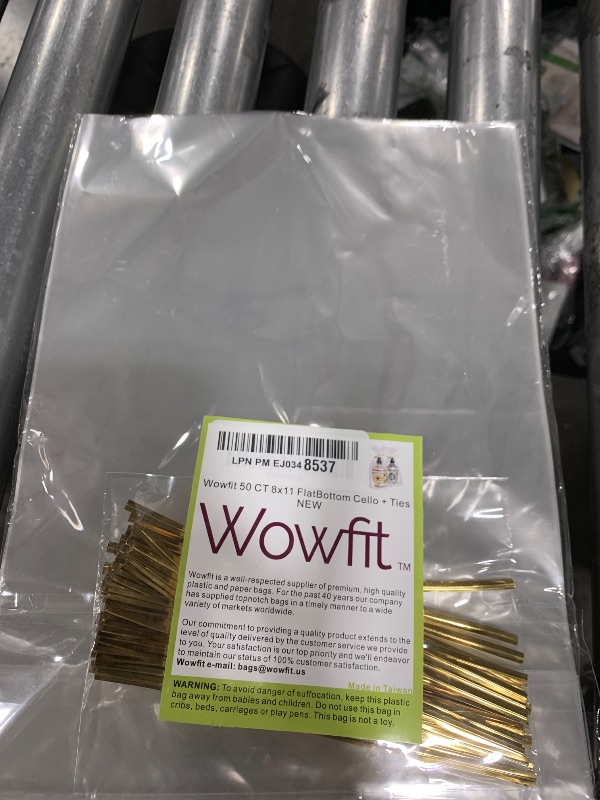 LPN PM EJ034 8537
Wowfit 50 CT 8x11 FlatBottom Cello + Ties
NEW
Wowfit TM
Wowfit is a well-respected supplier of premium, high quality
plastic and paper bags. For the past 40 years our company
has supplied topnotch bags in a timely manner to a wide
variety of markets worldwide.
Our commitment to providing a quality product extends to the
level of quality delivered by the customer service we provide
to you. Your satisfaction is our top priority and we'll endeavor
to maintain our status of 100% customer satisfaction.
Wowfit e-mail: bags@wowfit.us
Made in Taiwan
WARNING: To avoid danger of suffocation, keep this plastic
bag away from babies and children. Do not use this bag in
cribs, beds, carriages or play pens. This bag is not a toy.